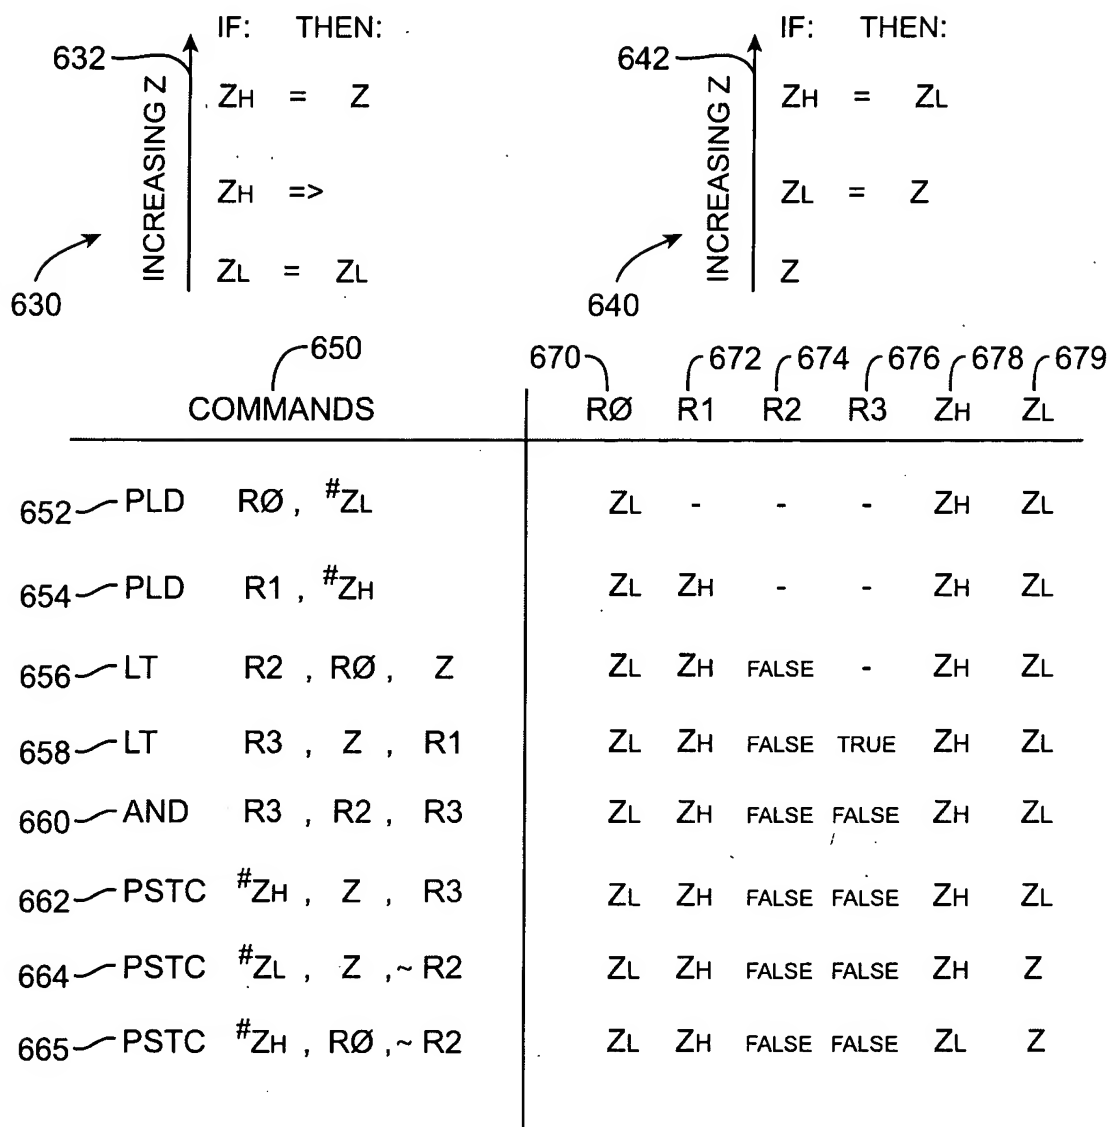 IF: THEN:
632
INCREASING Z
ZH = Z
ZH =>
ZL = ZL
630
IF: THEN:
642
INCREASING Z
ZH = ZL
ZL = Z
Z
640
650
670 672 674 676 678 679
COMMANDS RØ R1 R2 R3 ZH ZL
652 PLD RØ , #ZL ZL - - - ZH ZL
654 PLD R1 , #ZH ZL ZH - - ZH ZL
656 LT R2 , RØ, Z ZL ZH FALSE - ZH ZL
658 LT R3 , Z , R1 ZL ZH FALSE TRUE ZH ZL
660 AND R3 , R2 , R3 ZL ZH FALSE FALSE ZH ZL
662 PSTC #ZH , Z , R3 ZL ZH FALSE FALSE ZH ZL
664 PSTC #ZL , Z ,~ R2 ZL ZH FALSE FALSE ZH Z
665 PSTC #ZH , RØ ,~ R2 ZL ZH FALSE FALSE ZL Z